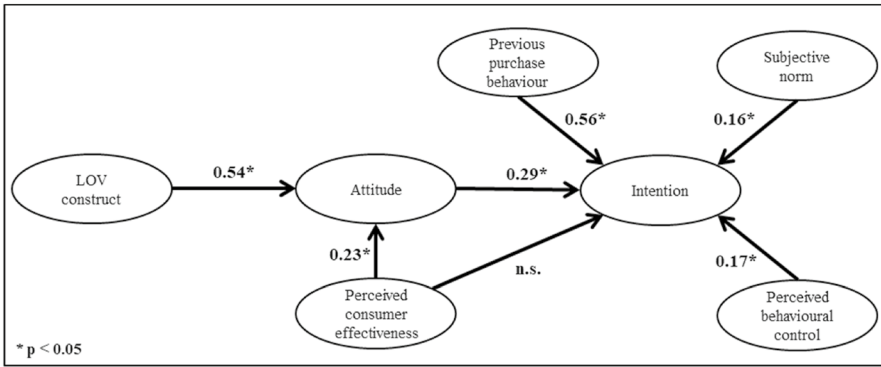 Previous
purchase
behaviour
Subjective
norm
0.56*
0.16*
LOV
construct
0.54*
Attitude
0.29*
Intention
0.23*
n.s.
0.17*
Perceived
consumer
effectiveness
Perceived
behavioural
control
* p < 0.05